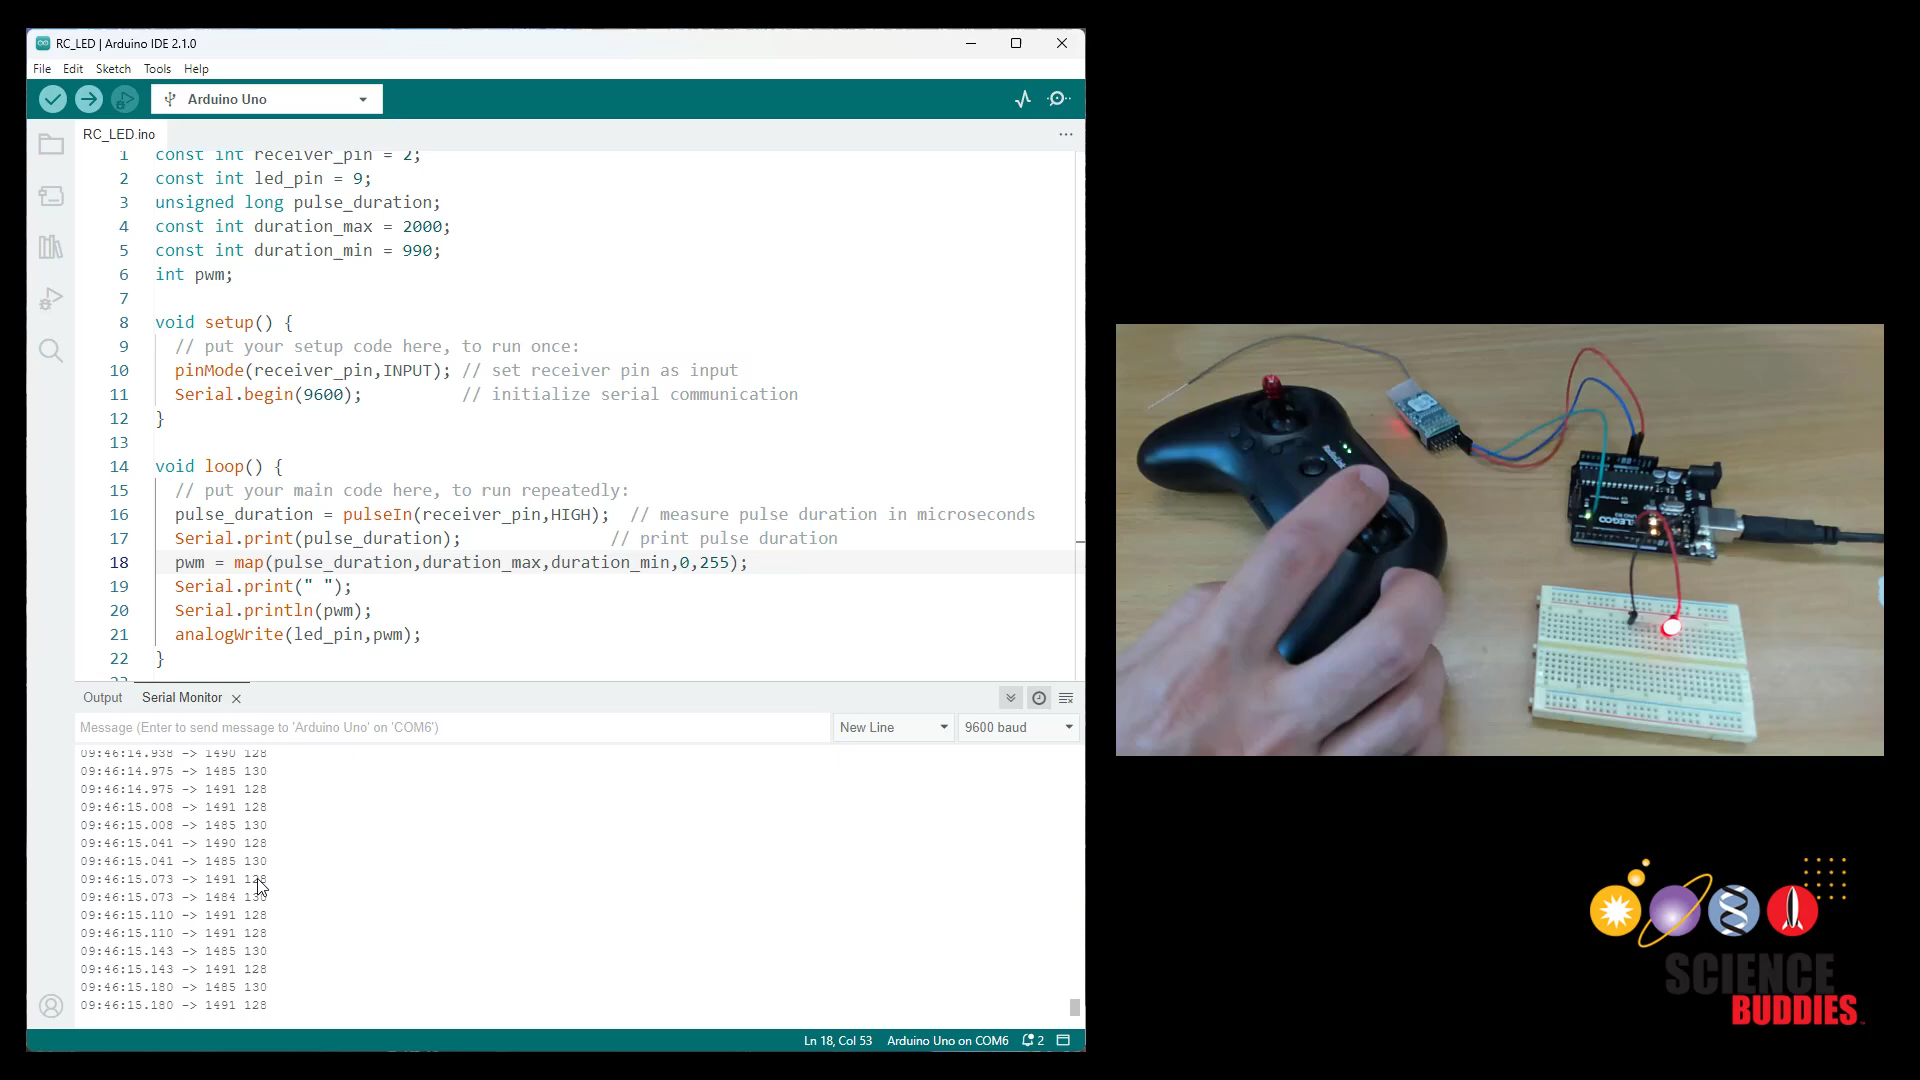 RC_LED | Arduino IDE 2.1.0
File Edit Sketch Tools Help
Arduino Uno
RC_LED.ino
1 const int receiver_pin = 2;
2 const int led_pin = 9;
3 unsigned long pulse_duration;
4 const int duration_max = 2000;
5 const int duration_min = 990;
6 int pwm;
7
8 void setup() {
9 // put your setup code here, to run once:
10 pinMode(receiver_pin,INPUT); // set receiver pin as input
11 Serial.begin(9600); // initialize serial communication
12 }
13
14 void loop() {
15 // put your main code here, to run repeatedly:
16 pulse_duration = pulseIn(receiver_pin,HIGH); // measure pulse duration in microseconds
17 Serial.print(pulse_duration); // print pulse duration
18 pwm = map(pulse_duration,duration_max,duration_min,0,255);
19 Serial.print(" ");
20 Serial.println(pwm);
21 analogWrite(led_pin,pwm);
22 }
Output Serial Monitor
Message (Enter to send message to 'Arduino Uno' on 'COM6') New Line 9600 baud
09:46:14.938 -> 1490 128
09:46:14.975 -> 1485 130
09:46:14.975 -> 1491 128
09:46:15.008 -> 1491 128
09:46:15.008 -> 1485 130
09:46:15.041 -> 1490 128
09:46:15.041 -> 1485 130
09:46:15.073 -> 1491 128
09:46:15.073 -> 1484 130
09:46:15.110 -> 1491 128
09:46:15.110 -> 1491 128
09:46:15.143 -> 1485 130
09:46:15.143 -> 1491 128
09:46:15.180 -> 1485 130
09:46:15.180 -> 1491 128
Ln 18, Col 53 Arduino Uno on COM6 2
SCIENCE
BUDDIES